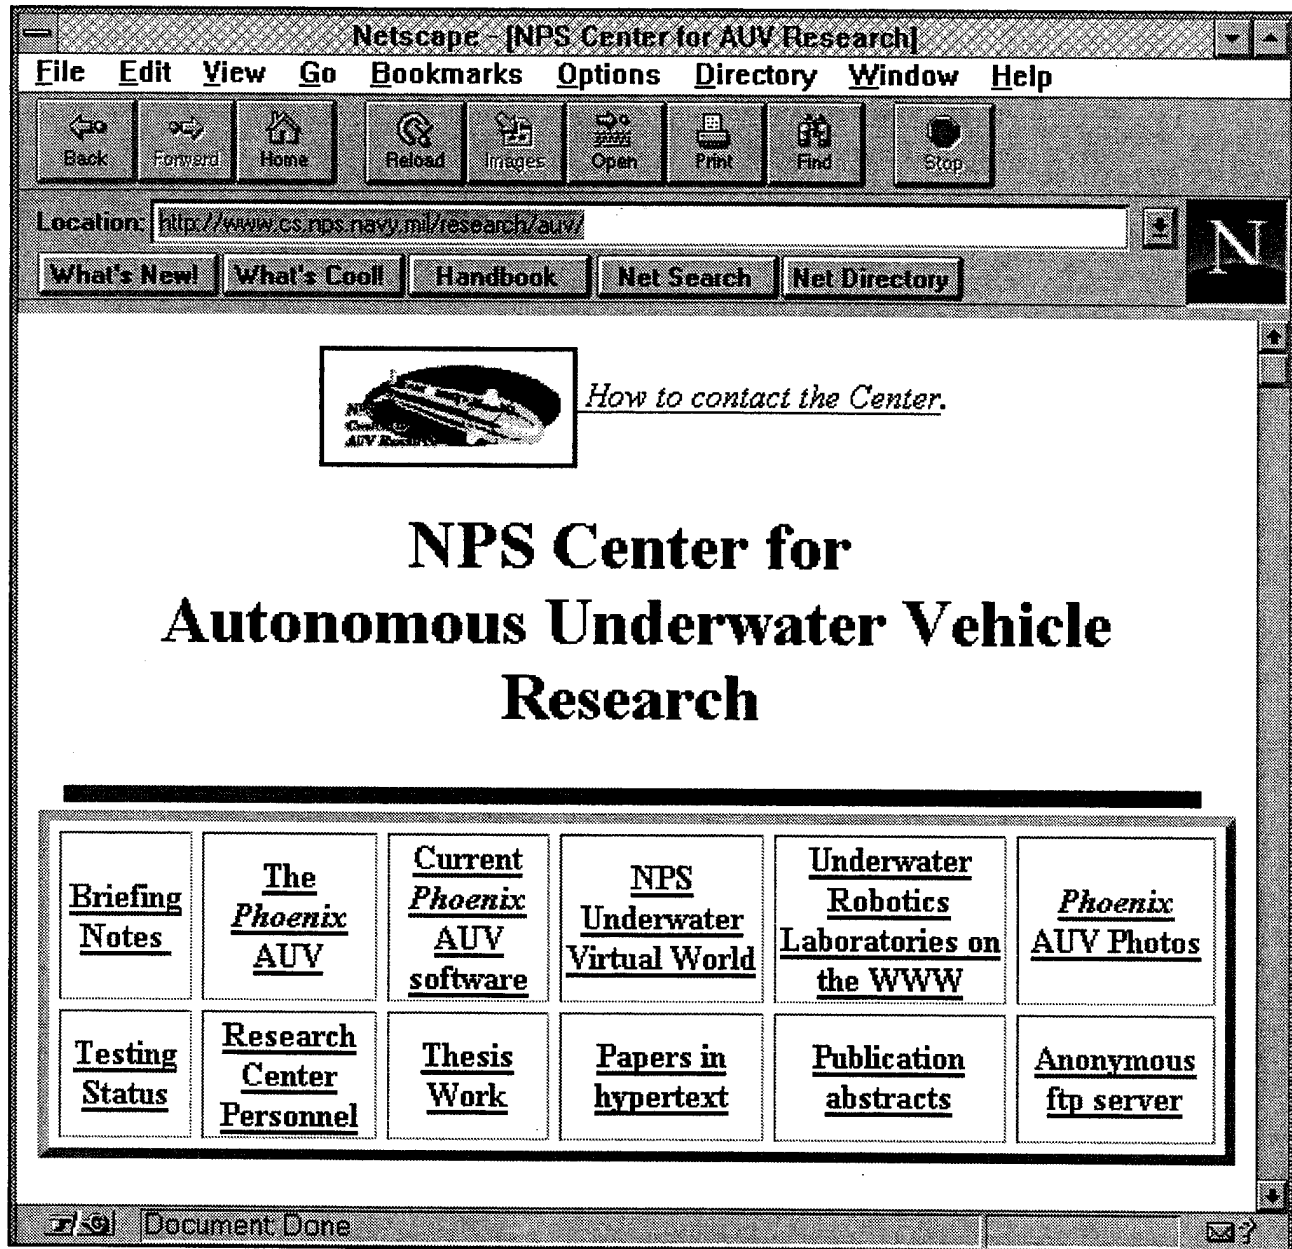 Netscape - [NPS Center for AUV Research]
File Edit View Go Bookmarks Options Directory Window Help
Back Forward Home Reload Images Open Print Find Stop
Location: http://www.cs.nps.navy.mil/research/auv/
N
What's New! What's Cool! Handbook Net Search Net Directory
How to contact the Center.
NPS
AUV
NPS Center for
Autonomous Underwater Vehicle
Research
Briefing
Notes
The
Phoenix
AUV
Current
Phoenix
AUV
software
NPS
Underwater
Virtual World
Underwater
Robotics
Laboratories on
the WWW
Phoenix
AUV Photos
Testing
Status
Research
Center
Personnel
Thesis
Work
Papers in
hypertext
Publication
abstracts
Anonymous
ftp server
Document: Done
?